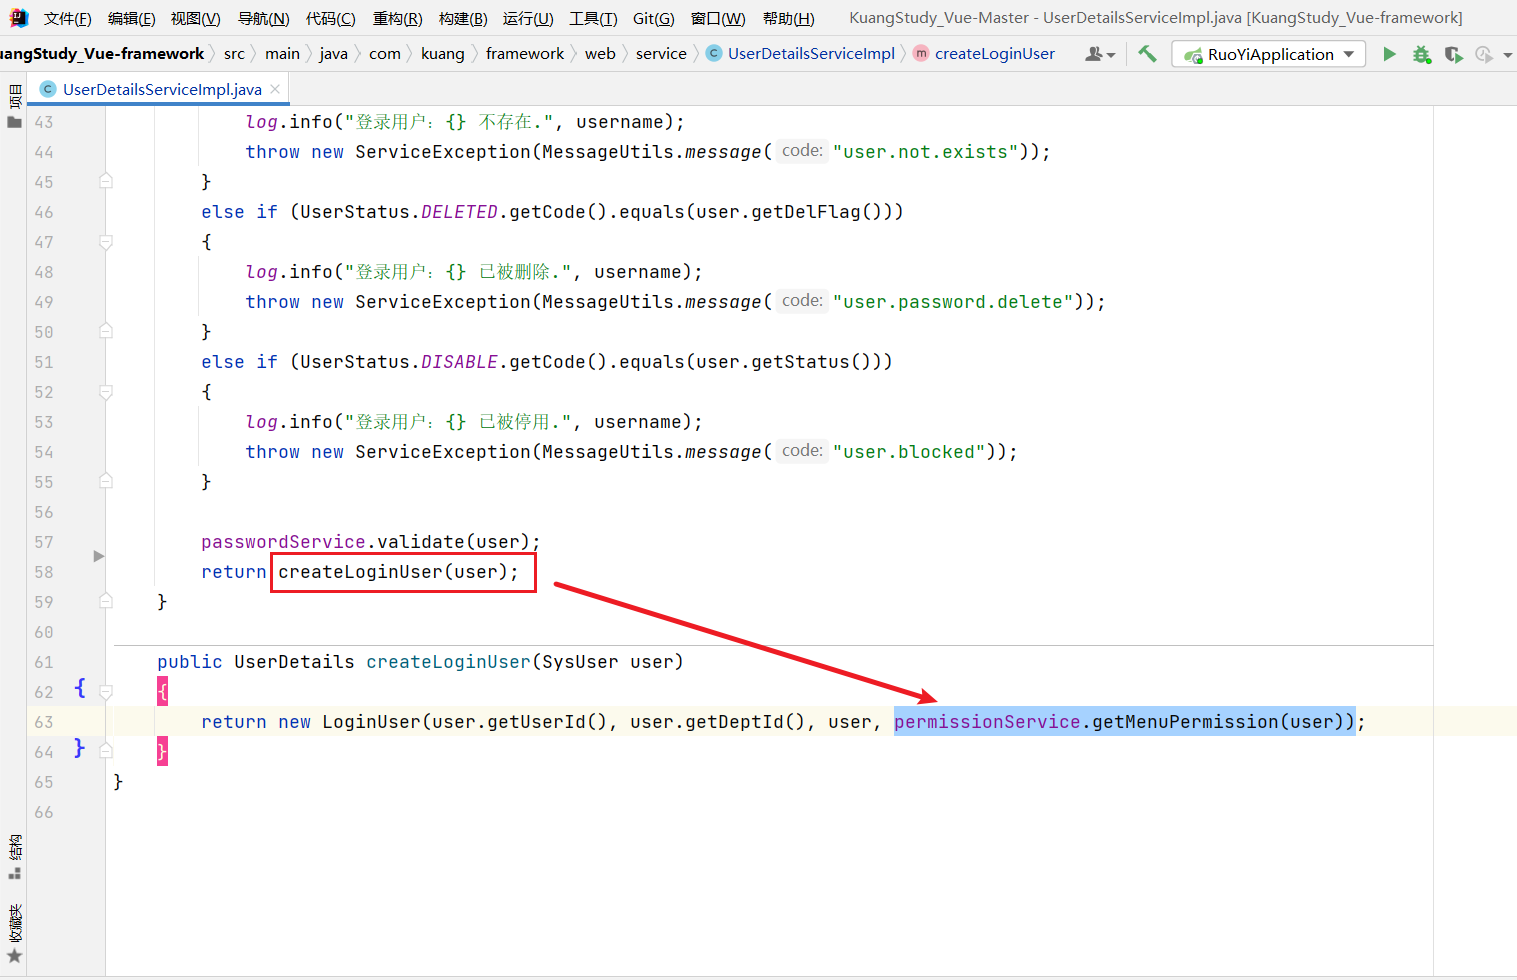 文件(F) 编辑(E) 视图(V) 导航(N) 代码(C) 重构(R) 构建(B) 运行(U) 工具(T) Git(G) 窗口(W) 帮助(H) KuangStudy_Vue-Master - UserDetailsServiceImpl.java [KuangStudy_Vue-framework]
uangStudy_Vue-framework src main java com kuang framework web service C UserDetailsServiceImpl m createLoginUser RuoYiApplication
项目 C UserDetailsServiceImpl.java
43 log.info("登录用户：{} 不存在.", username);
44 throw new ServiceException(MessageUtils.message( code: "user.not.exists"));
45 }
46 else if (UserStatus.DELETED.getCode().equals(user.getDelFlag()))
47 {
48 log.info("登录用户：{} 已被删除.", username);
49 throw new ServiceException(MessageUtils.message( code: "user.password.delete"));
50 }
51 else if (UserStatus.DISABLE.getCode().equals(user.getStatus()))
52 {
53 log.info("登录用户：{} 已被停用.", username);
54 throw new ServiceException(MessageUtils.message( code: "user.blocked"));
55 }
56
57 passwordService.validate(user);
58 return createLoginUser(user);
59 }
60
61 public UserDetails createLoginUser(SysUser user)
62 { {
63 return new LoginUser(user.getUserId(), user.getDeptId(), user, permissionService.getMenuPermission(user));
64 } }
65 }
66
结构
收藏夹